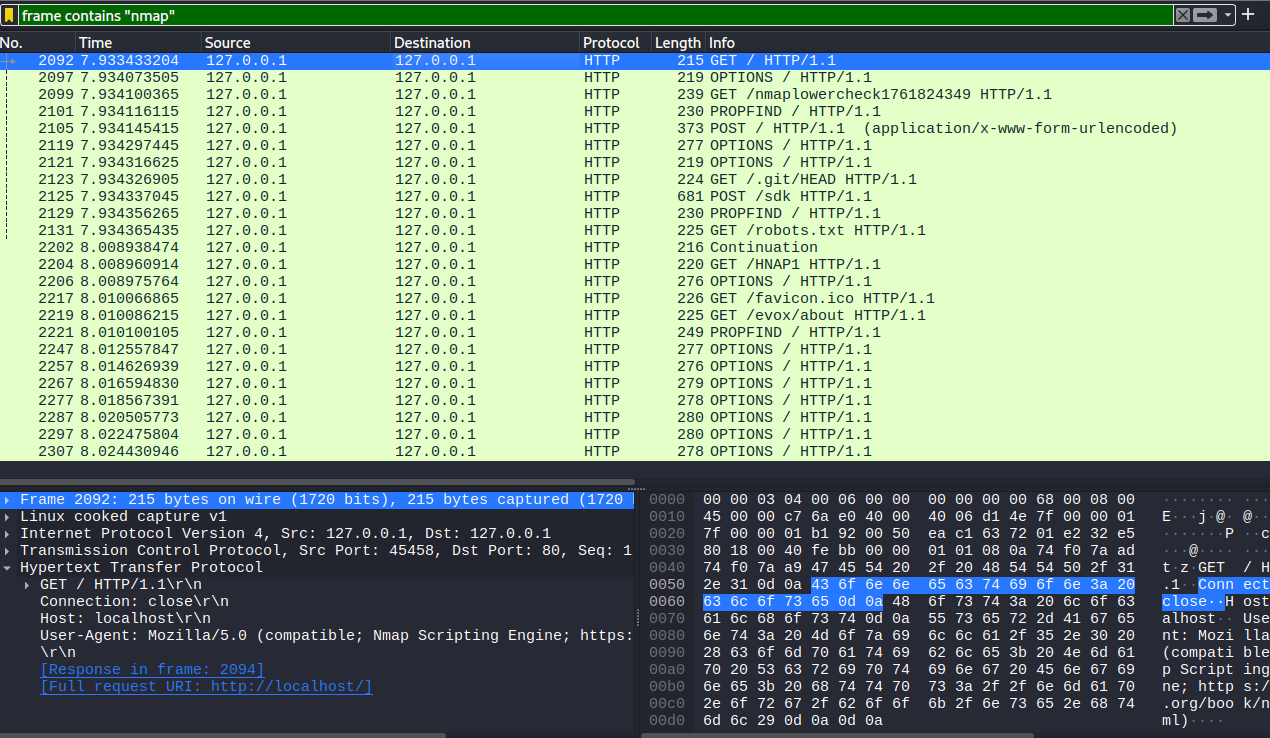 frame contains "nmap"
No. Time Source Destination Protocol Length Info
2092 7.933433204 127.0.0.1 127.0.0.1 HTTP 215 GET / HTTP/1.1
2097 7.934073505 127.0.0.1 127.0.0.1 HTTP 219 OPTIONS / HTTP/1.1
2099 7.934100365 127.0.0.1 127.0.0.1 HTTP 239 GET /nmaplowercheck1761824349 HTTP/1.1
2101 7.934116115 127.0.0.1 127.0.0.1 HTTP 230 PROPFIND / HTTP/1.1
2105 7.934145415 127.0.0.1 127.0.0.1 HTTP 373 POST / HTTP/1.1  (application/x-www-form-urlencoded)
2119 7.934297445 127.0.0.1 127.0.0.1 HTTP 277 OPTIONS / HTTP/1.1
2121 7.934316625 127.0.0.1 127.0.0.1 HTTP 219 OPTIONS / HTTP/1.1
2123 7.934326905 127.0.0.1 127.0.0.1 HTTP 224 GET /.git/HEAD HTTP/1.1
2125 7.934337045 127.0.0.1 127.0.0.1 HTTP 681 POST /sdk HTTP/1.1
2129 7.934356265 127.0.0.1 127.0.0.1 HTTP 230 PROPFIND / HTTP/1.1
2131 7.934365435 127.0.0.1 127.0.0.1 HTTP 225 GET /robots.txt HTTP/1.1
2202 8.008938474 127.0.0.1 127.0.0.1 HTTP 216 Continuation
2204 8.008960914 127.0.0.1 127.0.0.1 HTTP 220 GET /HNAP1 HTTP/1.1
2206 8.008975764 127.0.0.1 127.0.0.1 HTTP 276 OPTIONS / HTTP/1.1
2217 8.010066865 127.0.0.1 127.0.0.1 HTTP 226 GET /favicon.ico HTTP/1.1
2219 8.010086215 127.0.0.1 127.0.0.1 HTTP 225 GET /evox/about HTTP/1.1
2221 8.010100105 127.0.0.1 127.0.0.1 HTTP 249 PROPFIND / HTTP/1.1
2247 8.012557847 127.0.0.1 127.0.0.1 HTTP 277 OPTIONS / HTTP/1.1
2257 8.014626939 127.0.0.1 127.0.0.1 HTTP 276 OPTIONS / HTTP/1.1
2267 8.016594830 127.0.0.1 127.0.0.1 HTTP 279 OPTIONS / HTTP/1.1
2277 8.018567391 127.0.0.1 127.0.0.1 HTTP 278 OPTIONS / HTTP/1.1
2287 8.020505773 127.0.0.1 127.0.0.1 HTTP 280 OPTIONS / HTTP/1.1
2297 8.022475804 127.0.0.1 127.0.0.1 HTTP 280 OPTIONS / HTTP/1.1
2307 8.024430946 127.0.0.1 127.0.0.1 HTTP 278 OPTIONS / HTTP/1.1
Frame 2092: 215 bytes on wire (1720 bits), 215 bytes captured (1720
Linux cooked capture v1
Internet Protocol Version 4, Src: 127.0.0.1, Dst: 127.0.0.1
Transmission Control Protocol, Src Port: 45458, Dst Port: 80, Seq: 1
Hypertext Transfer Protocol
GET / HTTP/1.1\r\n
Connection: close\r\n
Host: localhost\r\n
User-Agent: Mozilla/5.0 (compatible; Nmap Scripting Engine; https:
\r\n
[Response in frame: 2094]
[Full request URI: http://localhost/]
0000 00 00 03 04 00 06 00 00 00 00 00 00 68 00 08 00 ········ ···
0010 45 00 00 c7 6a e0 40 00 40 06 d1 4e 7f 00 00 01 E···j·@· @··
0020 7f 00 00 01 b1 92 00 50 ea c1 63 72 01 e2 32 e5 ·······P ··c
0030 80 18 00 40 fe bb 00 00 01 01 08 0a 74 f0 7a ad ···@···· ····
0040 74 f0 7a a9 47 45 54 20 2f 20 48 54 54 50 2f 31 t·z·GET  / H
0050 2e 31 0d 0a 43 6f 6e 6e 65 63 74 69 6f 6e 3a 20 .1··Conn ect
0060 63 6c 6f 73 65 0d 0a 48 6f 73 74 3a 20 6c 6f 63 close··H ost
0070 61 6c 68 6f 73 74 0d 0a 55 73 65 72 2d 41 67 65 alhost·· Use
0080 6e 74 3a 20 4d 6f 7a 69 6c 6c 61 2f 35 2e 30 20 nt: Mozi lla
0090 28 63 6f 6d 70 61 74 69 62 6c 65 3b 20 4e 6d 61 (compati ble
00a0 70 20 53 63 72 69 70 74 69 6e 67 20 45 6e 67 69 p Script ing
00b0 6e 65 3b 20 68 74 74 70 73 3a 2f 2f 6e 6d 61 70 ne; http s:/
00c0 2e 6f 72 67 2f 62 6f 6f 6b 2f 6e 73 65 2e 68 74 .org/boo k/n
00d0 6d 6c 29 0d 0a 0d 0a ml)····